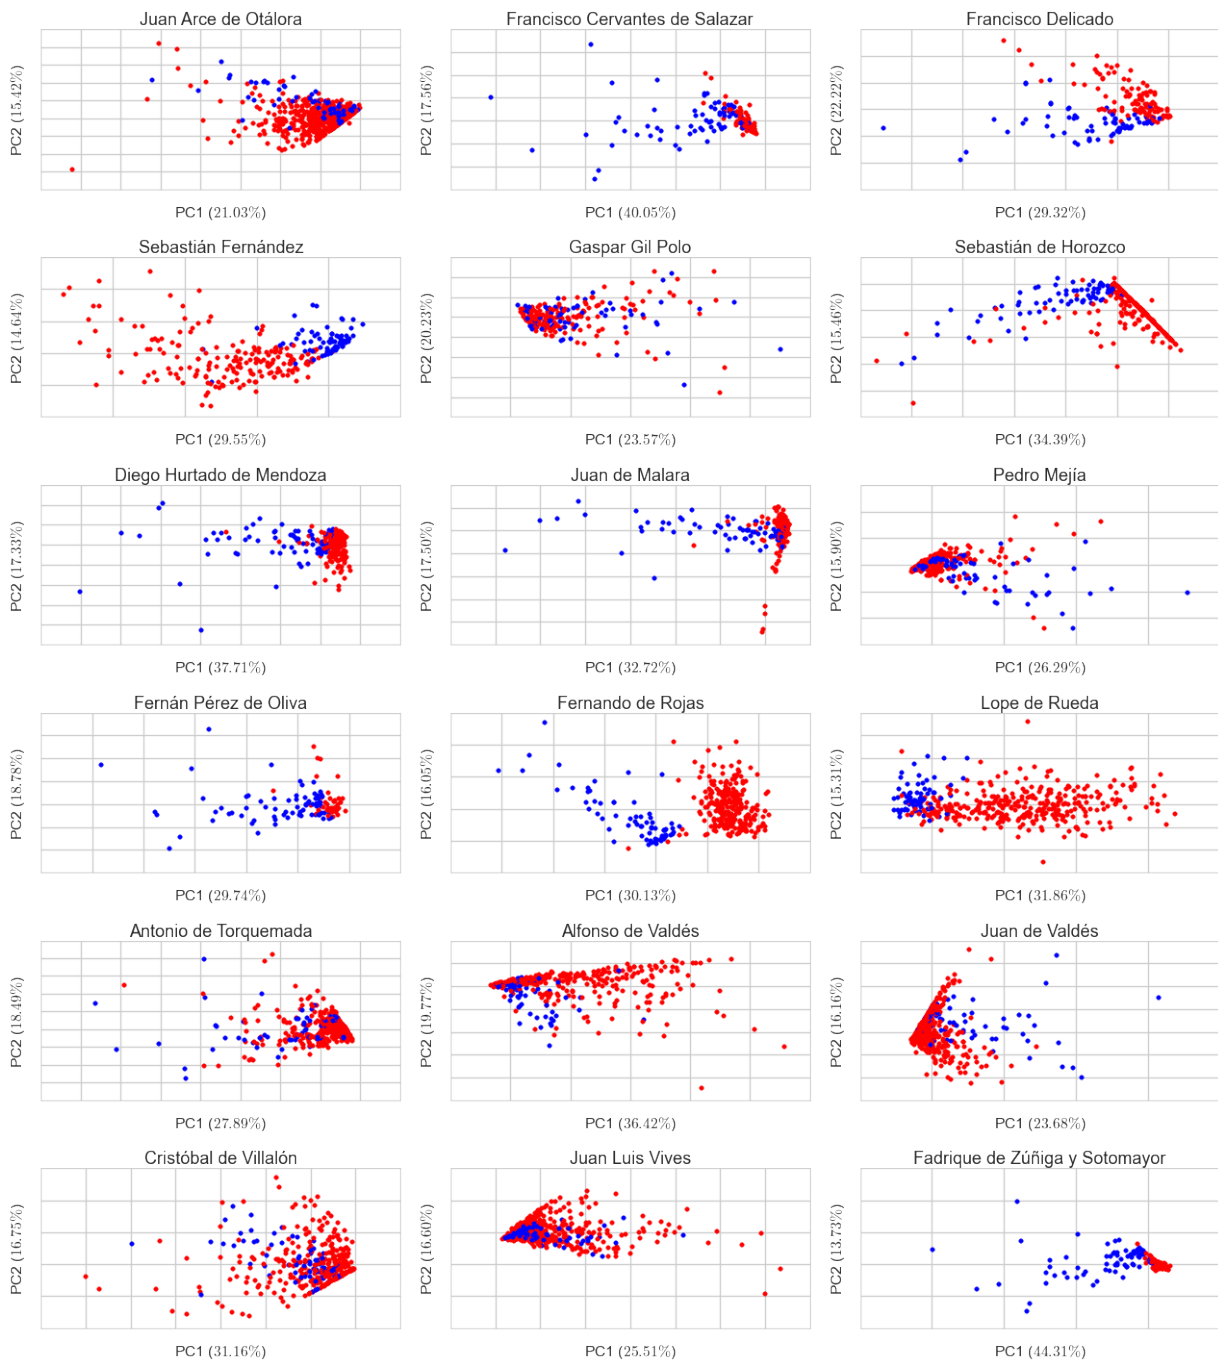 Juan Arce de Otálora
PC2 (15.42%)
PC1 (21.03%)
Francisco Cervantes de Salazar
PC2 (17.56%)
PC1 (40.05%)
Francisco Delicado
PC2 (22.22%)
PC1 (29.32%)
Sebastián Fernández
PC2 (14.64%)
PC1 (29.55%)
Gaspar Gil Polo
PC2 (20.23%)
PC1 (23.57%)
Sebastián de Horozco
PC2 (15.46%)
PC1 (34.39%)
Diego Hurtado de Mendoza
PC2 (17.33%)
PC1 (37.71%)
Juan de Malara
PC2 (17.50%)
PC1 (32.72%)
Pedro Mejía
PC2 (15.90%)
PC1 (26.29%)
Fernán Pérez de Oliva
PC2 (18.78%)
PC1 (29.74%)
Fernando de Rojas
PC2 (16.05%)
PC1 (30.13%)
Lope de Rueda
PC2 (15.31%)
PC1 (31.86%)
Antonio de Torquemada
PC2 (18.49%)
PC1 (27.89%)
Alfonso de Valdés
PC2 (19.77%)
PC1 (36.42%)
Juan de Valdés
PC2 (16.16%)
PC1 (23.68%)
Cristóbal de Villalón
PC2 (16.75%)
PC1 (31.16%)
Juan Luis Vives
PC2 (16.60%)
PC1 (25.51%)
Fadrique de Zúñiga y Sotomayor
PC2 (13.73%)
PC1 (44.31%)